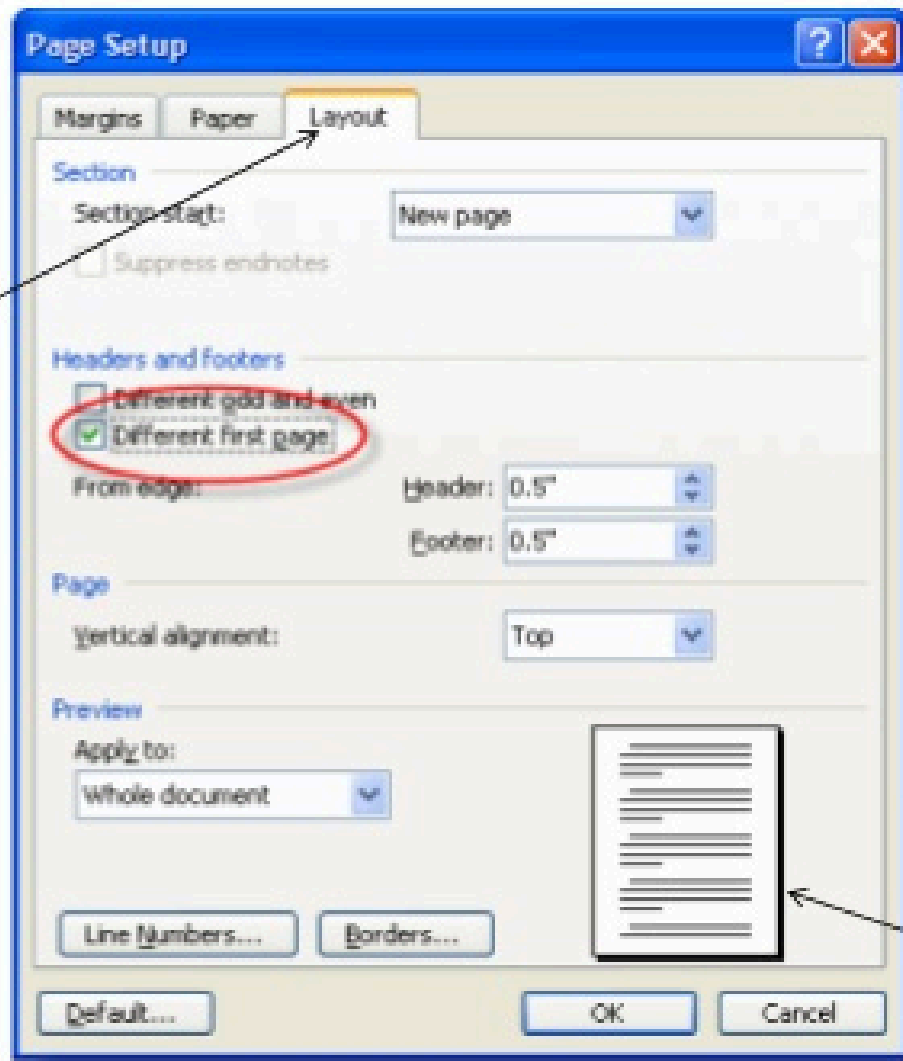 Page Setup
Margins Paper Layout
Section
Section start: New page
Suppress endnotes
Headers and footers
Different odd and even
Different first page
From edge: Header: 0.5"
Footer: 0.5"
Page
Vertical alignment: Top
Preview
Apply to:
Whole document
Line Numbers... Borders...
Default... OK Cancel